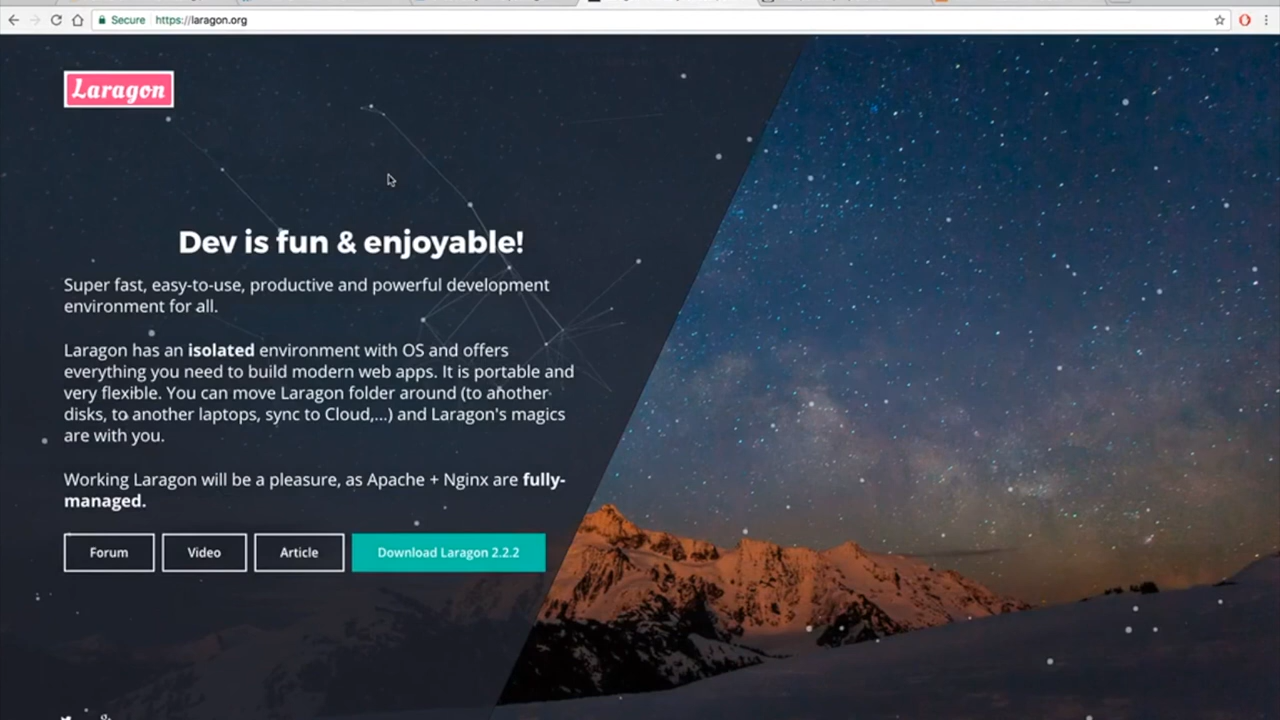 Secure https://laragon.org
Laragon
Dev is fun & enjoyable!
Super fast, easy-to-use, productive and powerful development
environment for all.
Laragon has an isolated environment with OS and offers
everything you need to build modern web apps. It is portable and
very flexible. You can move Laragon folder around (to another
disks, to another laptops, sync to Cloud,...) and Laragon's magics
are with you.
Working Laragon will be a pleasure, as Apache + Nginx are fully-
managed.
Forum Video Article Download Laragon 2.2.2